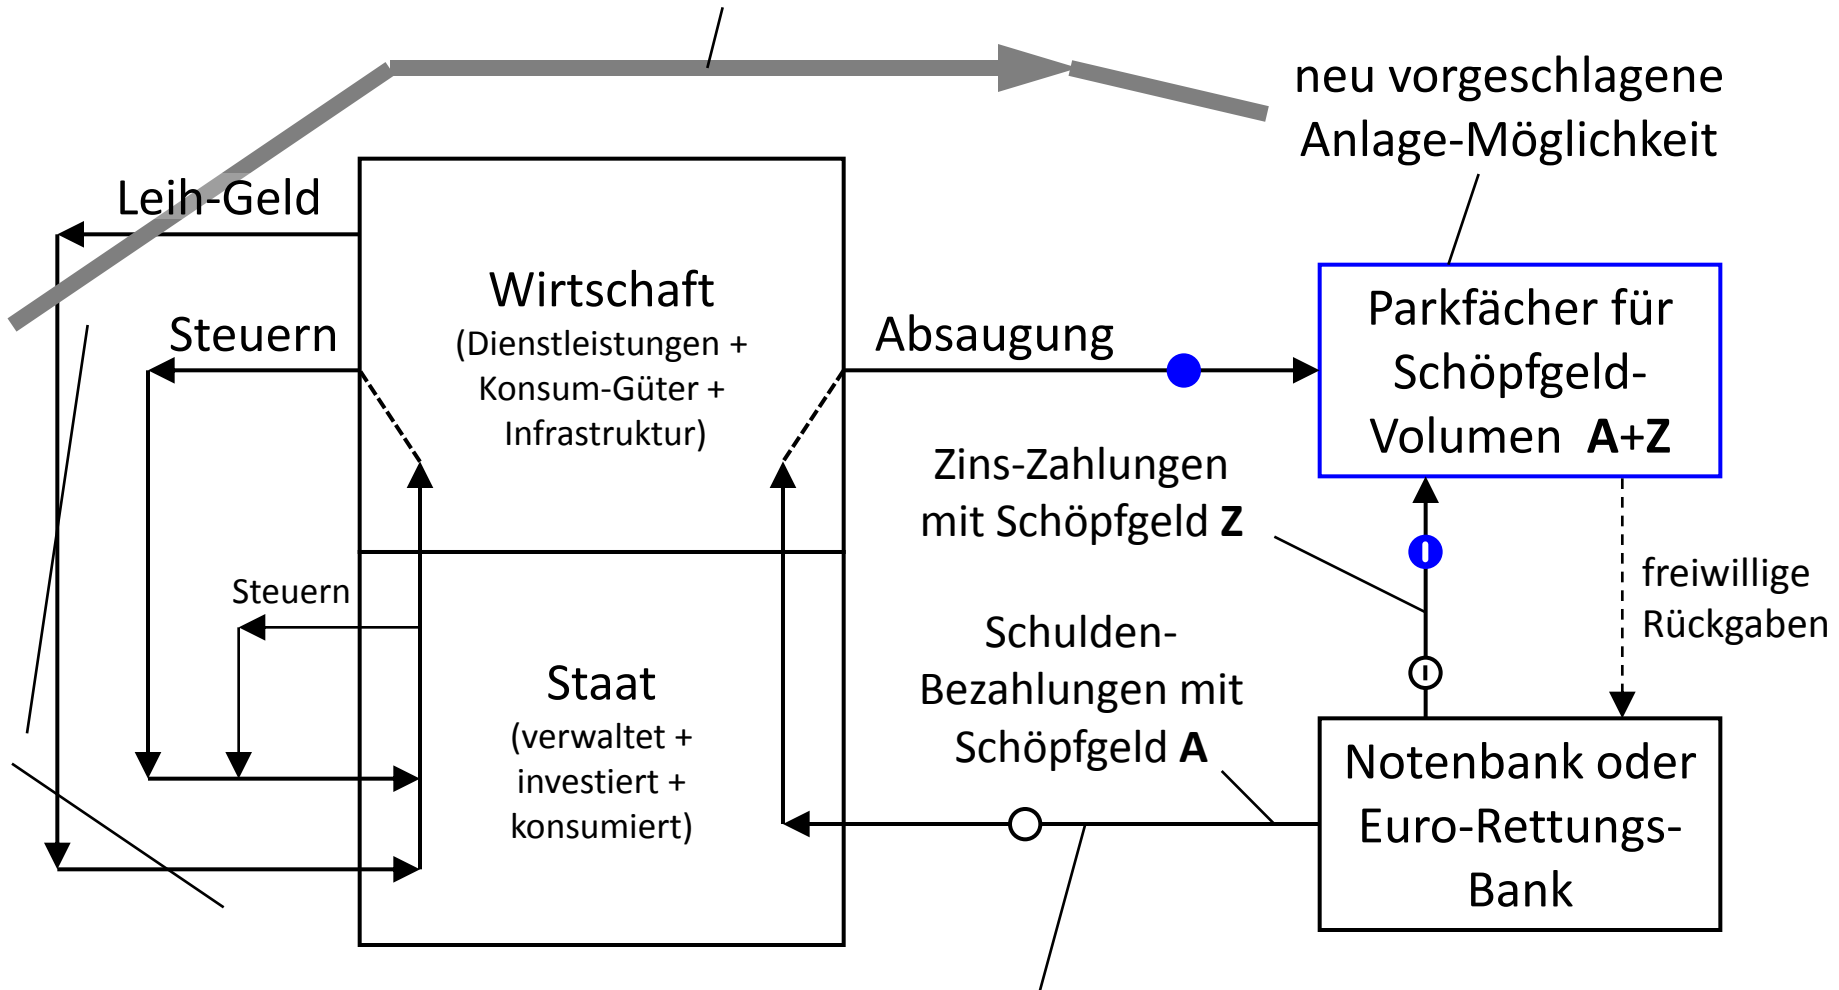 neu vorgeschlagene
Anlage-Möglichkeit
Leih-Geld
Steuern
Wirtschaft
(Dienstleistungen +
Konsum-Güter +
Infrastruktur)
Absaugung
Parkfächer für
Schöpfgeld-
Volumen A+Z
Zins-Zahlungen
mit Schöpfgeld Z
freiwillige
Rückgaben
Steuern
Staat
(verwaltet +
investiert +
konsumiert)
Schulden-
Bezahlungen mit
Schöpfgeld A
Notenbank oder
Euro-Rettungs-
Bank